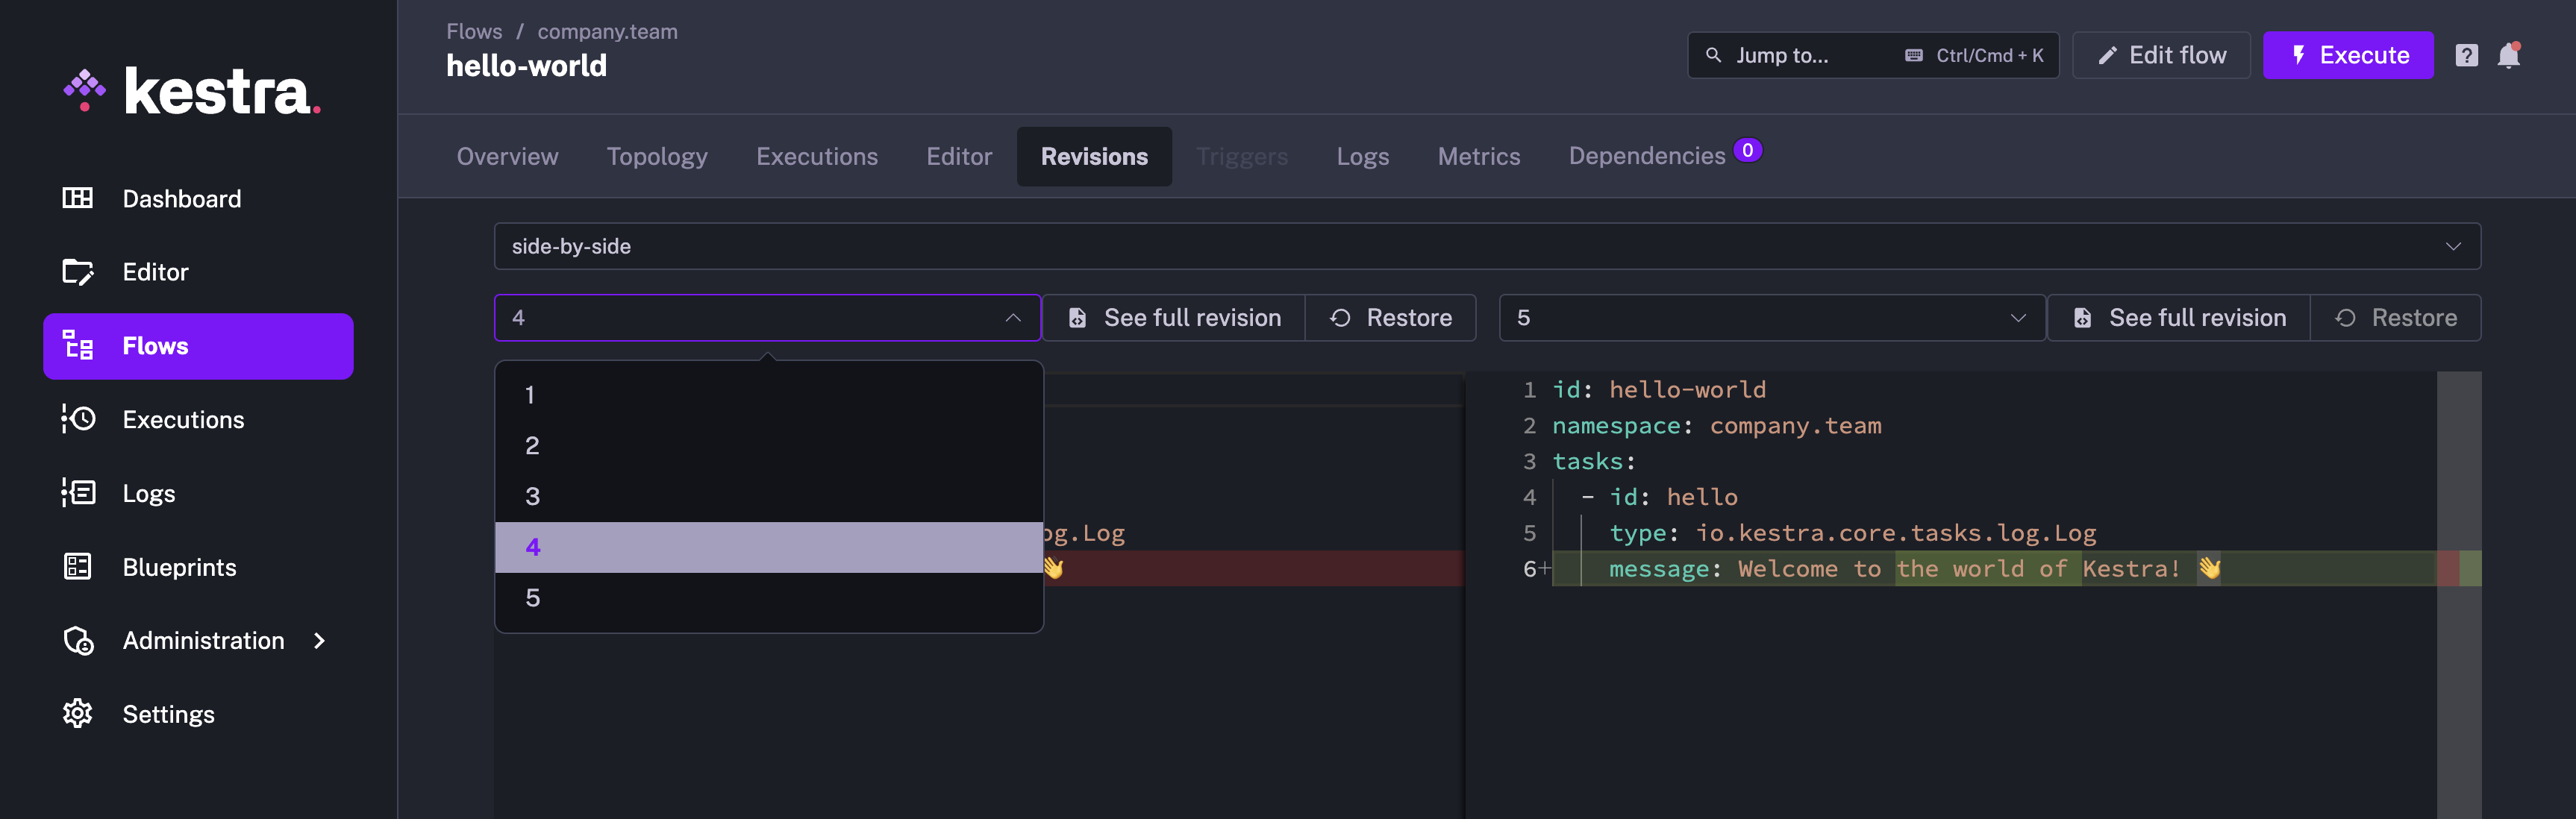 kestra.
Dashboard
Editor
Flows
Executions
Logs
Blueprints
Administration
Settings
Flows / company.team
hello-world
Jump to... Ctrl/Cmd + K
Edit flow
Execute
Overview
Topology
Executions
Editor
Revisions
Triggers
Logs
Metrics
Dependencies 0
side-by-side
4
See full revision
Restore
5
See full revision
Restore
1
2
3
4
5
og.Log
👋
1 id: hello-world
2 namespace: company.team
3 tasks:
4 - id: hello
5 type: io.kestra.core.tasks.log.Log
6+ message: Welcome to the world of Kestra! 👋